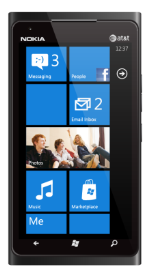 NOKIA at&t
12:37
3
Messaging
People f
2
Email Inbox
Photos
Music
Marketplace
Me